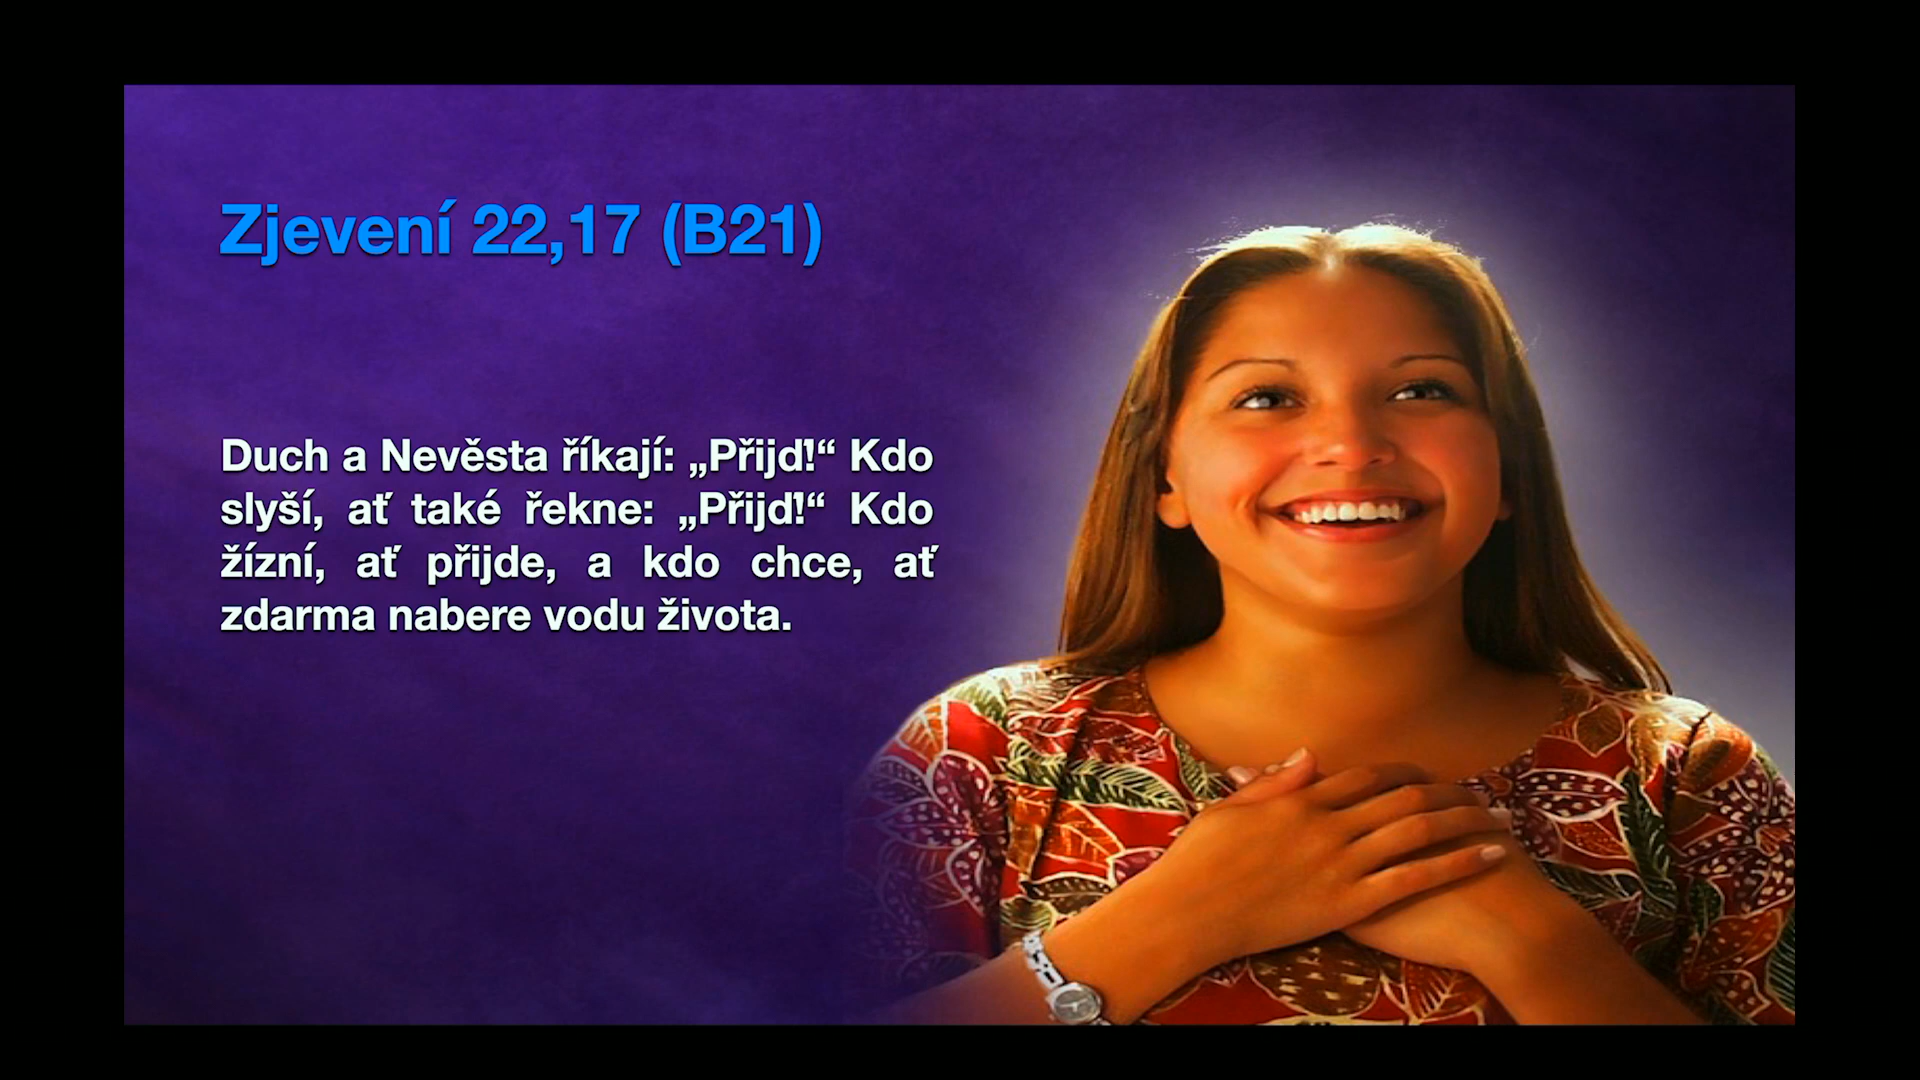 Zjevení 22,17 (B21)
Duch a Nevěsta říkají: „Přijď!“ Kdo
slyší, ať také řekne: „Přijď!“ Kdo
žízní, ať přijde, a kdo chce, ať
zdarma nabere vodu života.